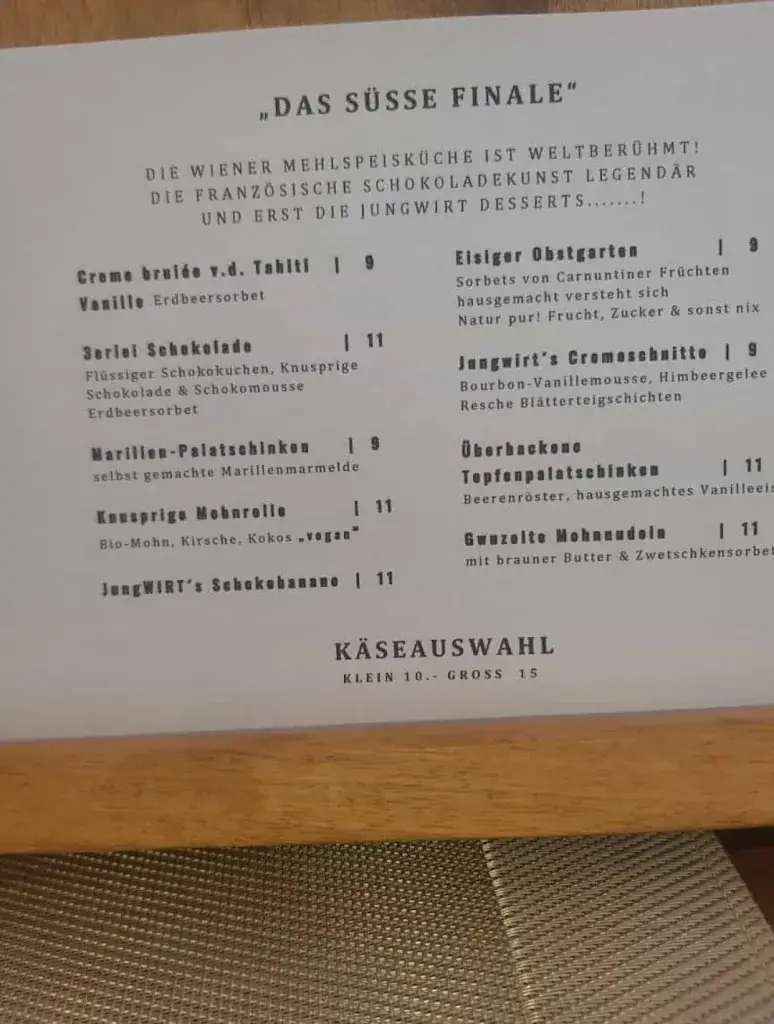 „DAS SÜSSE FINALE“
DIE WIENER MEHLSPEISKÜCHE IST WELTBERÜHMT!
DIE FRANZÖSISCHE SCHOKOLADEKUNST LEGENDÄR
UND ERST DIE JUNGWIRT DESSERTS.......!
Creme brulée v.d. Tahiti | 9
Vanille Erdbeersorbet
3erlei Schokolade | 11
Flüssiger Schokokuchen, Knusprige
Schokolade & Schokomousse
Erdbeersorbet
Marillen-Palatschinken | 9
selbst gemachte Marillenmarmelde
Knusprige Mohnrolle | 11
Bio-Mohn, Kirsche, Kokos „vegan“
JungWIRT´s Schokobanane | 11
Eisiger Obstgarten | 9
Sorbets von Carnuntiner Früchten
hausgemacht versteht sich
Natur pur! Frucht, Zucker & sonst nix
Jungwirt´s Cremeschnitte | 9
Bourbon-Vanillemousse, Himbeergelee
Resche Blätterteigschichten
Überbackene
Topfenpalatschinken | 11
Beerenröster, hausgemachtes Vanilleeis
Gwuzelte Mohnnudeln | 11
mit brauner Butter & Zwetschkensorbet
KÄSEAUSWAHL
KLEIN 10.- GROSS 15